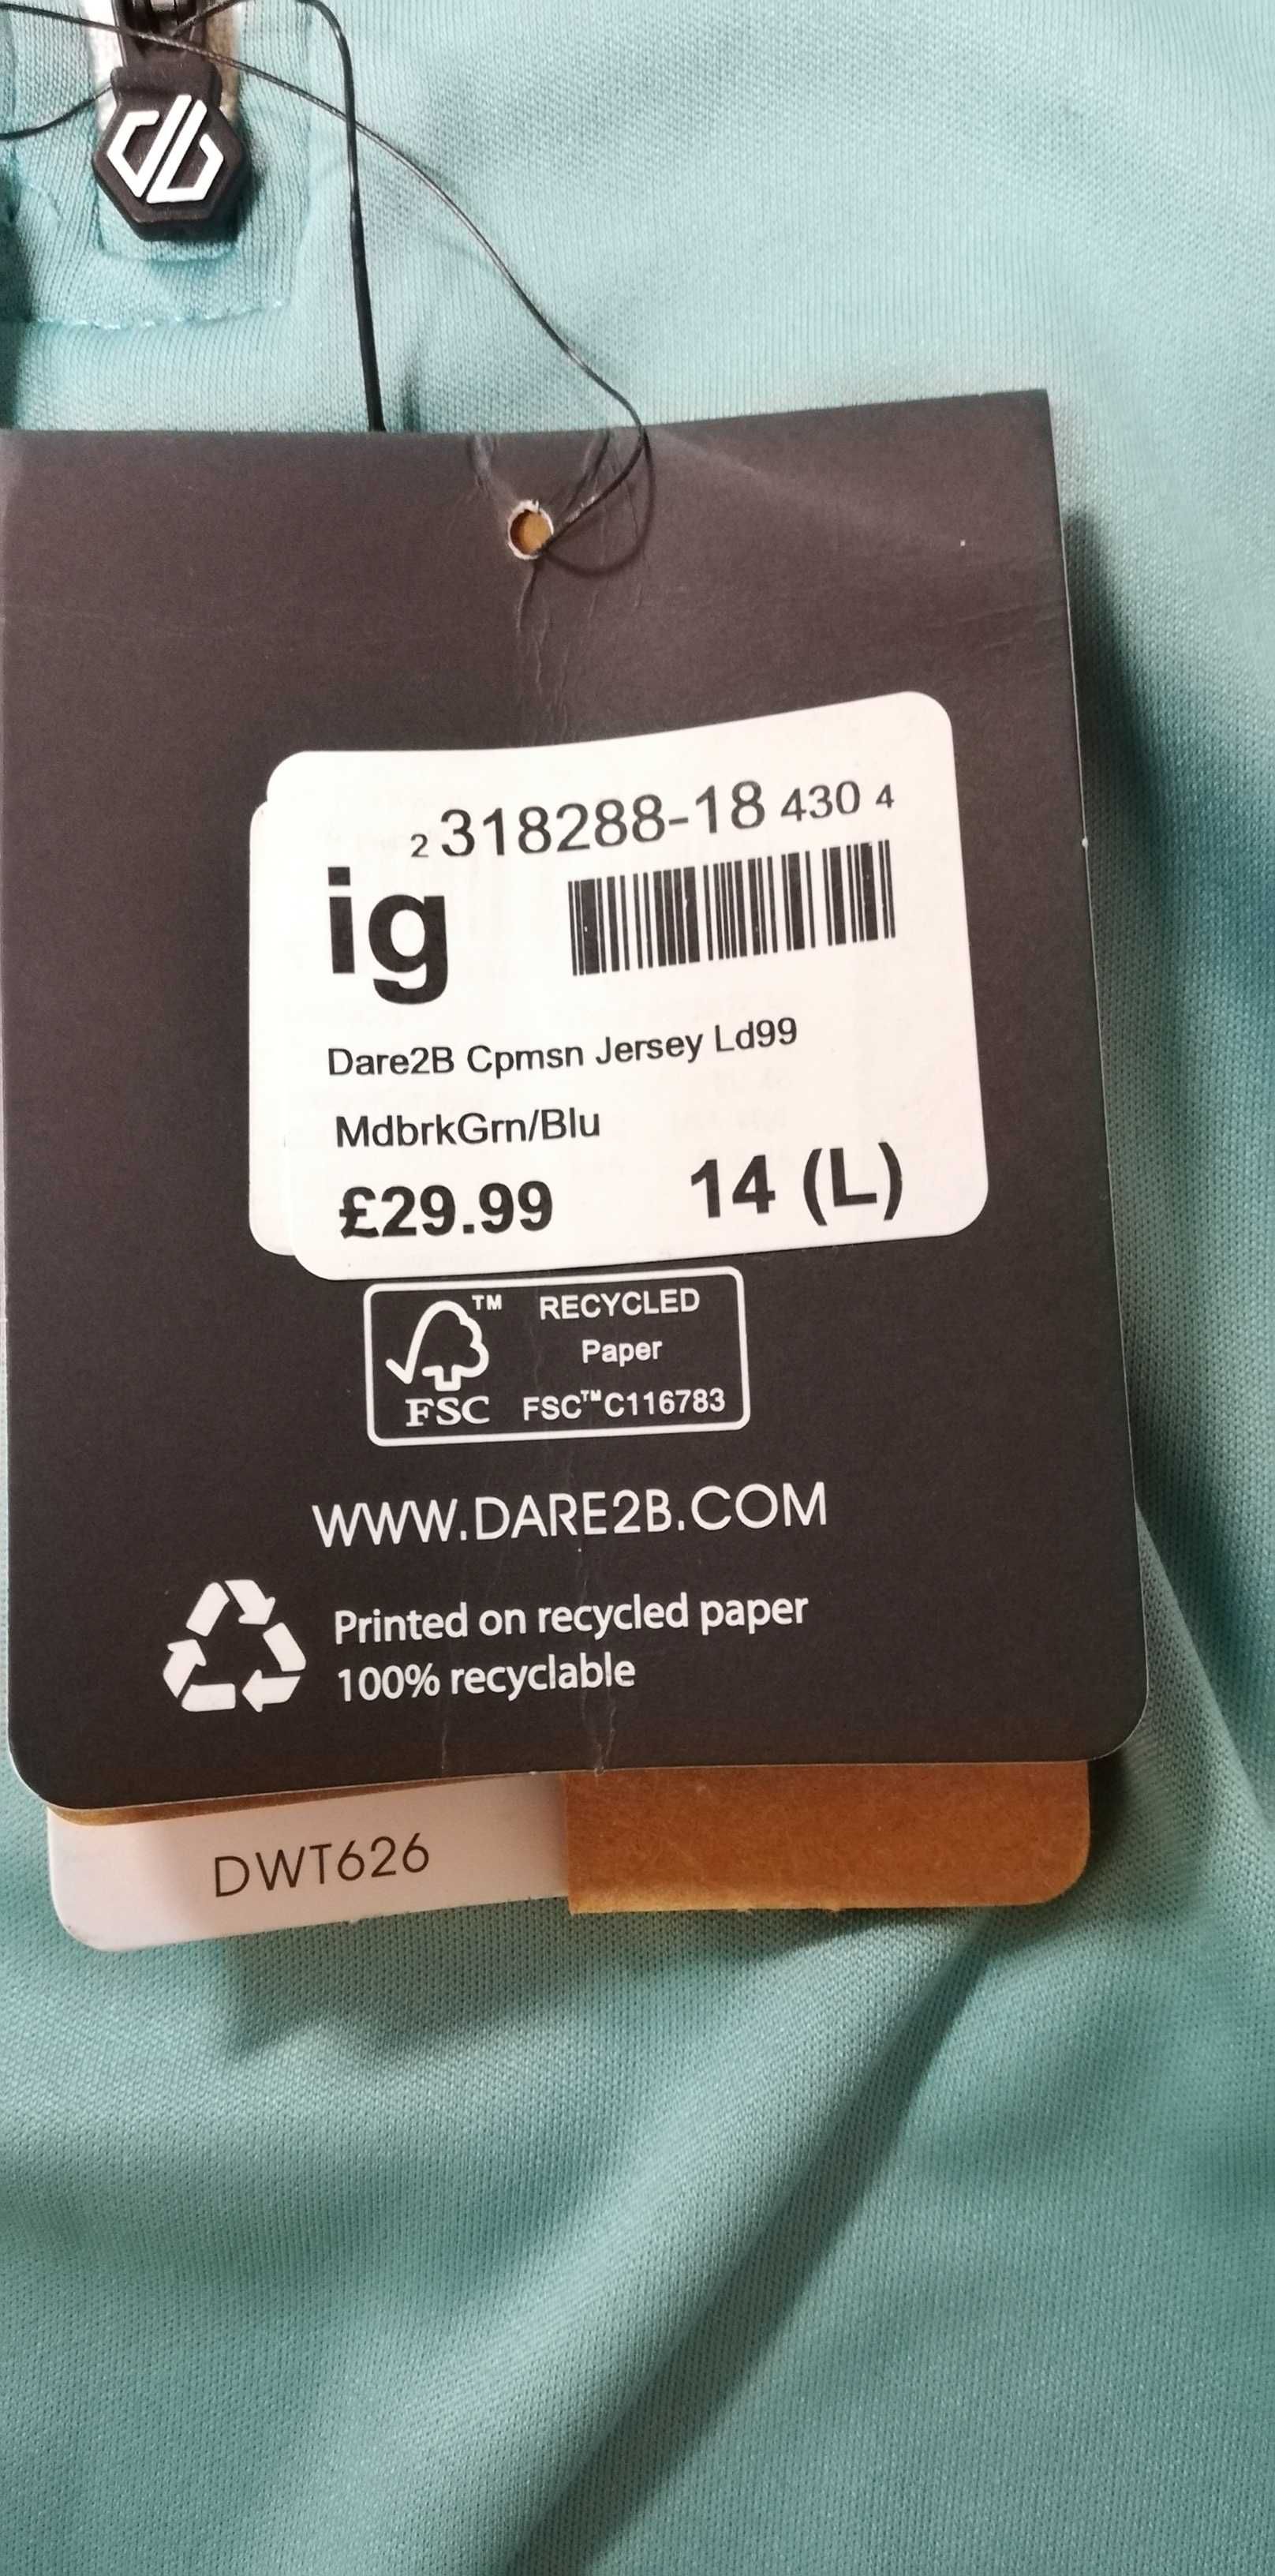 db
2 318288-18 430 4
ig
Dare2B Cpmsn Jersey Ld99
MdbrkGrn/Blu
£29.99 14 (L)
TM RECYCLED
Paper
FSC FSC™C116783
WWW.DARE2B.COM
Printed on recycled paper
100% recyclable
DWT626